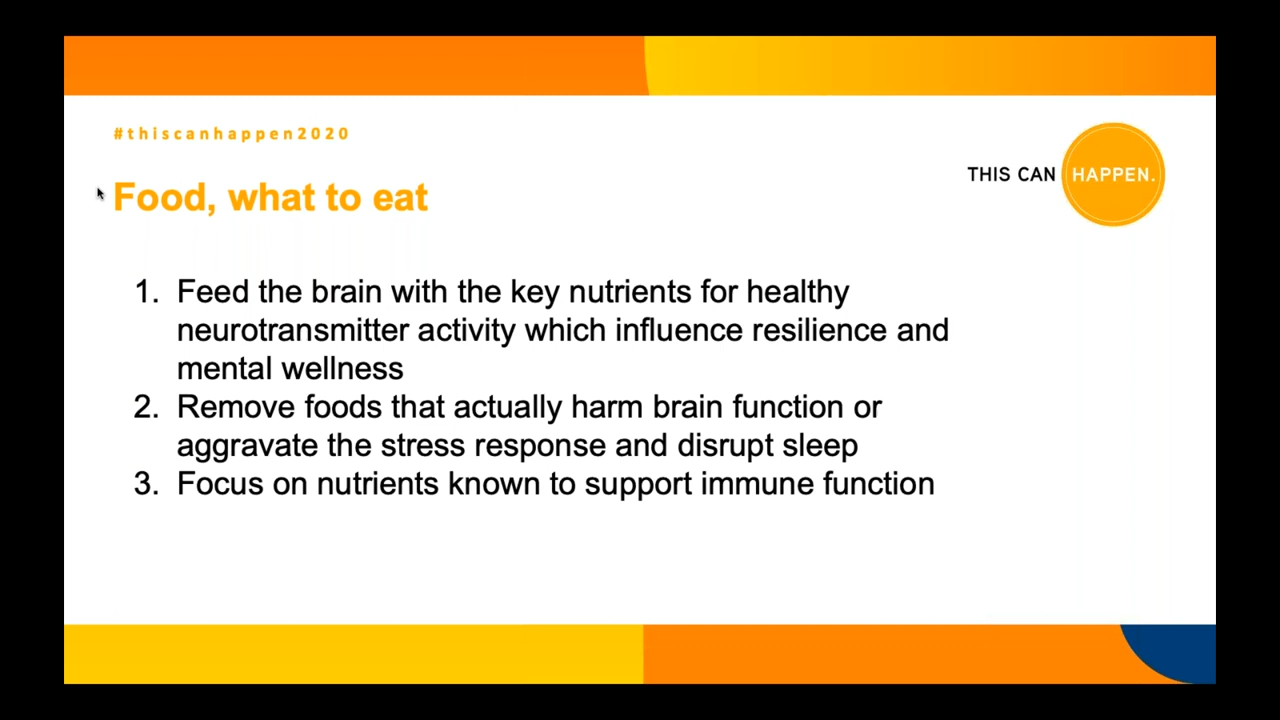 #thiscanhappen2020
THIS CAN HAPPEN.
Food, what to eat
1. Feed the brain with the key nutrients for healthy
neurotransmitter activity which influence resilience and
mental wellness
2. Remove foods that actually harm brain function or
aggravate the stress response and disrupt sleep
3. Focus on nutrients known to support immune function